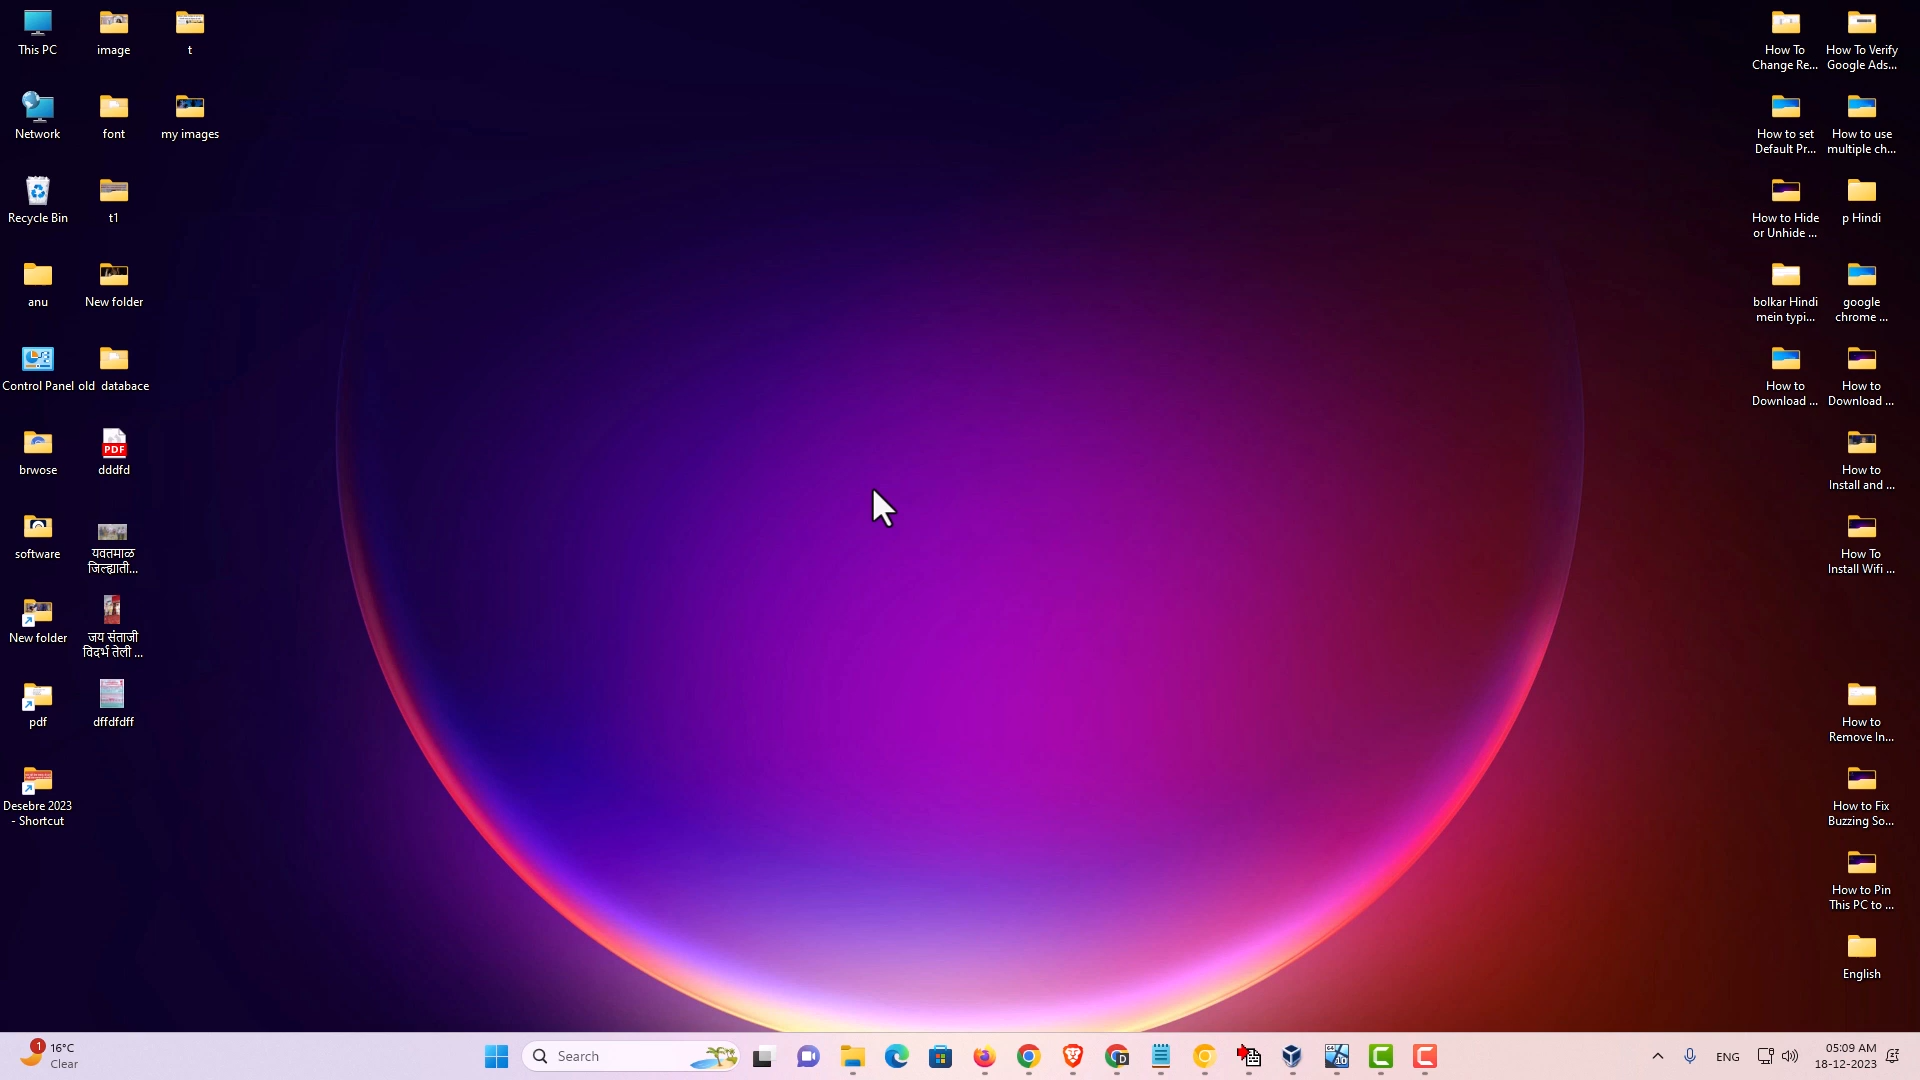 This PC
image
t
Network
font
my images
Recycle Bin
t1
anu
New folder
Control Panel
old databace
brwose
PDF
dddfd
software
यवतमाळ
जिल्ह्याती...
New folder
जय संताजी
विदर्भ तेली ...
pdf
dffdfdff
Desebre 2023
- Shortcut
How To
Change Re...
How To Verify
Google Ads...
How to set
Default Pr...
How to use
multiple ch...
How to Hide
or Unhide ...
p Hindi
bolkar Hindi
mein typi...
google
chrome ...
How to
Download ...
How to
Download ...
How to
Install and ...
How To
Install Wifi ...
How to
Remove In...
How to Fix
Buzzing So...
How to Pin
This PC to ...
English
1
16°C
Clear
Search
D
10
ENG
05:09 AM
18-12-2023